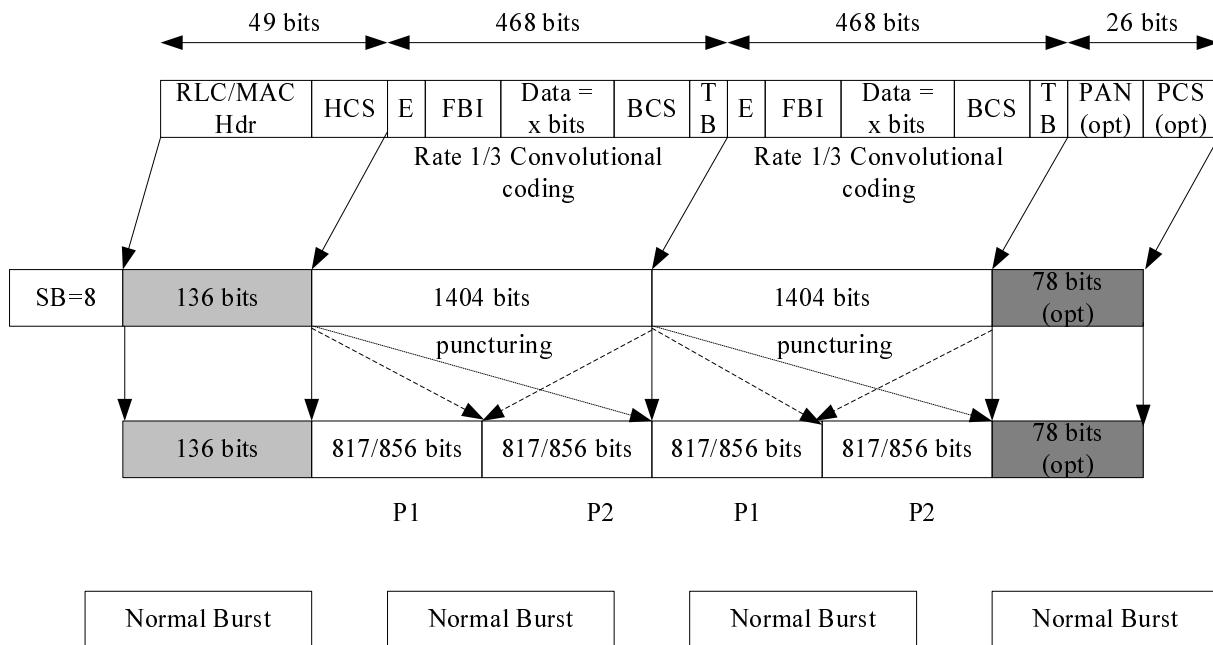 49 bits 468 bits 468 bits 26 bits
RLC/MAC Hdr HCS E FBI Data = x bits BCS T B E FBI Data = x bits BCS T B PAN (opt) PCS (opt)
Rate 1/3 Convolutional coding Rate 1/3 Convolutional coding
SB=8 136 bits 1404 bits 1404 bits 78 bits (opt)
puncturing puncturing
136 bits 817/856 bits 817/856 bits 817/856 bits 817/856 bits 78 bits (opt)
P1 P2 P1 P2
Normal Burst Normal Burst Normal Burst Normal Burst